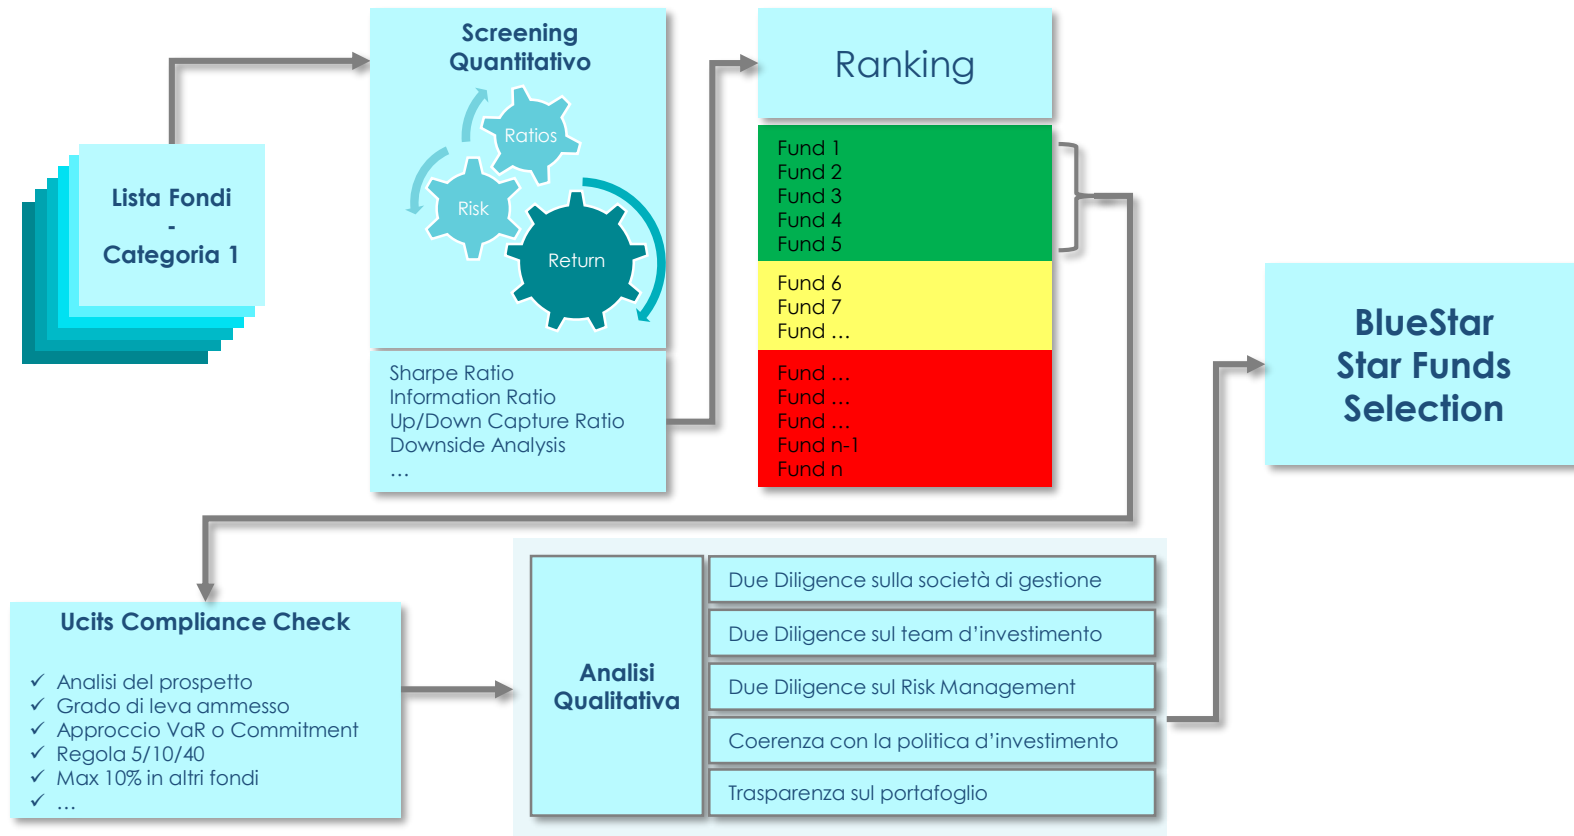 Lista Fondi
-
Categoria 1
Screening
Quantitativo
Ratios
Risk
Return
Sharpe Ratio
Information Ratio
Up/Down Capture Ratio
Downside Analysis
...
Ranking
Fund 1
Fund 2
Fund 3
Fund 4
Fund 5
Fund 6
Fund 7
Fund ...
Fund ...
Fund ...
Fund ...
Fund n-1
Fund n
Ucits Compliance Check
✓ Analisi del prospetto
✓ Grado di leva ammesso
✓ Approccio VaR o Commitment
✓ Regola 5/10/40
✓ Max 10% in altri fondi
✓ ...
Analisi
Qualitativa
Due Diligence sulla società di gestione
Due Diligence sul team d’investimento
Due Diligence sul Risk Management
Coerenza con la politica d’investimento
Trasparenza sul portafoglio
BlueStar
Star Funds
Selection